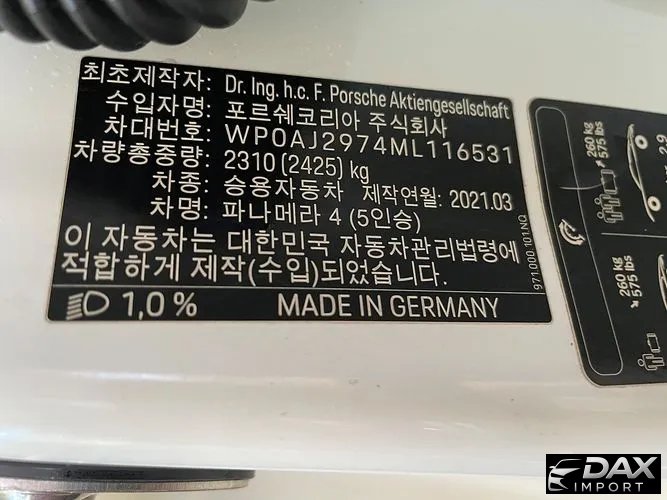 최초제작자: Dr. Ing. h.c. F. Porsche Aktiengesellschaft
수입자명: 포르쉐코리아 주식회사
차대번호: WP0AJ2974ML116531
차량총중량: 2310 (2425) kg
차종: 승용자동차 제작연월: 2021.03
차명: 파나메라 4 (5인승)
이 자동차는 대한민국 자동차관리법령에
적합하게 제작(수입)되었습니다.
1,0 % MADE IN GERMANY
971.000.101.NQ
260 kg
575 lbs
2,9
260 kg
575 lbs
DAX
IMPORT